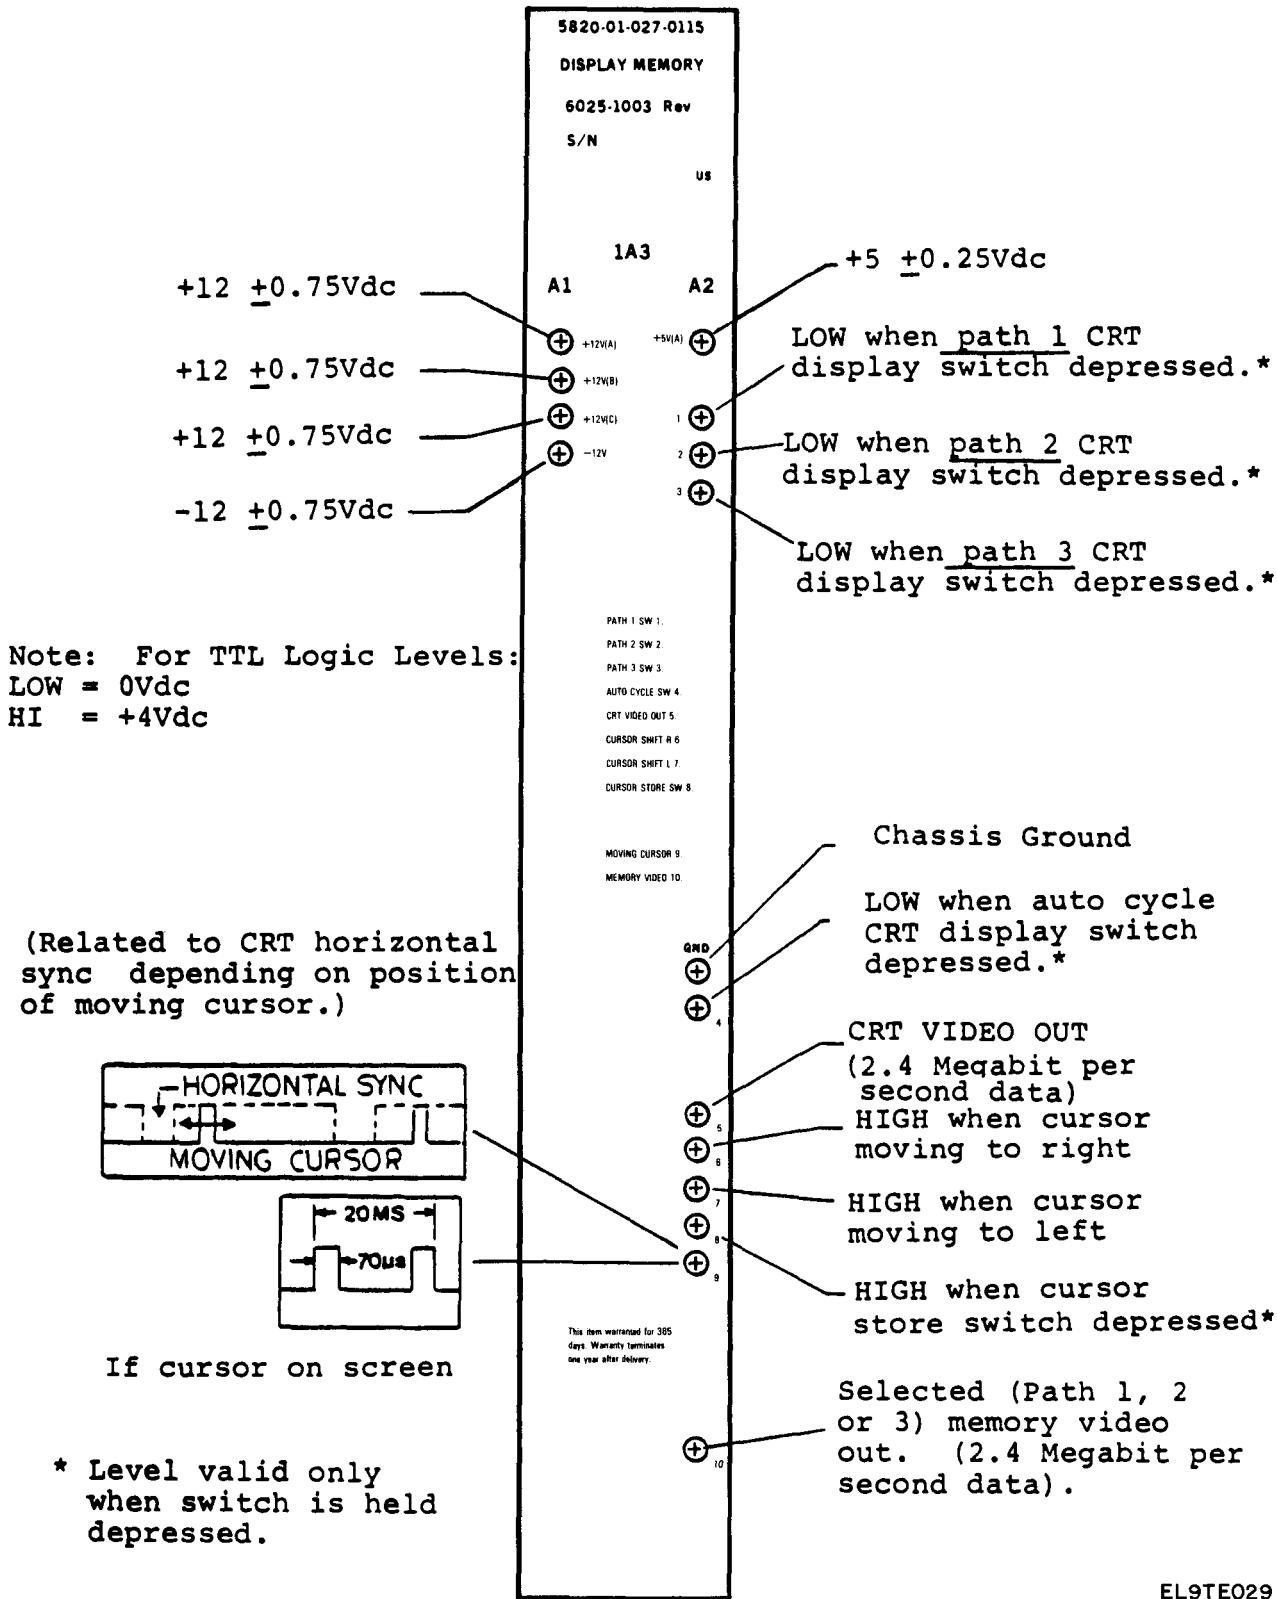 5820-01-027-0115
DISPLAY MEMORY
6025-1003 Rev
S/N
US
1A3
A1 A2
+12 ±0.75Vdc
+12 ±0.75Vdc
+12 ±0.75Vdc
-12 ±0.75Vdc
+12V(A)
+12V(B)
+12V(C)
-12V
+5V(A)
1
2
3
+5 ±0.25Vdc
LOW when path 1 CRT
display switch depressed.*
LOW when path 2 CRT
display switch depressed.*
LOW when path 3 CRT
display switch depressed.*
Note: For TTL Logic Levels:
LOW = 0Vdc
HI = +4Vdc
PATH 1 SW 1.
PATH 2 SW 2.
PATH 3 SW 3.
AUTO CYCLE SW 4.
CRT VIDEO OUT 5.
CURSOR SHIFT R 6
CURSOR SHIFT L 7.
CURSOR STORE SW 8.
MOVING CURSOR 9.
MEMORY VIDEO 10.
(Related to CRT horizontal
sync depending on position
of moving cursor.)
HORIZONTAL SYNC
MOVING CURSOR
20MS
70µs
If cursor on screen
* Level valid only
when switch is held
depressed.
GND
4
5
6
7
8
9
10
Chassis Ground
LOW when auto cycle
CRT display switch
depressed.*
CRT VIDEO OUT
(2.4 Megabit per
second data)
HIGH when cursor
moving to right
HIGH when cursor
moving to left
HIGH when cursor
store switch depressed*
This item warranted for 365
days. Warranty terminates
one year after delivery.
Selected (Path 1, 2
or 3) memory video
out. (2.4 Megabit per
second data).
EL9TE029